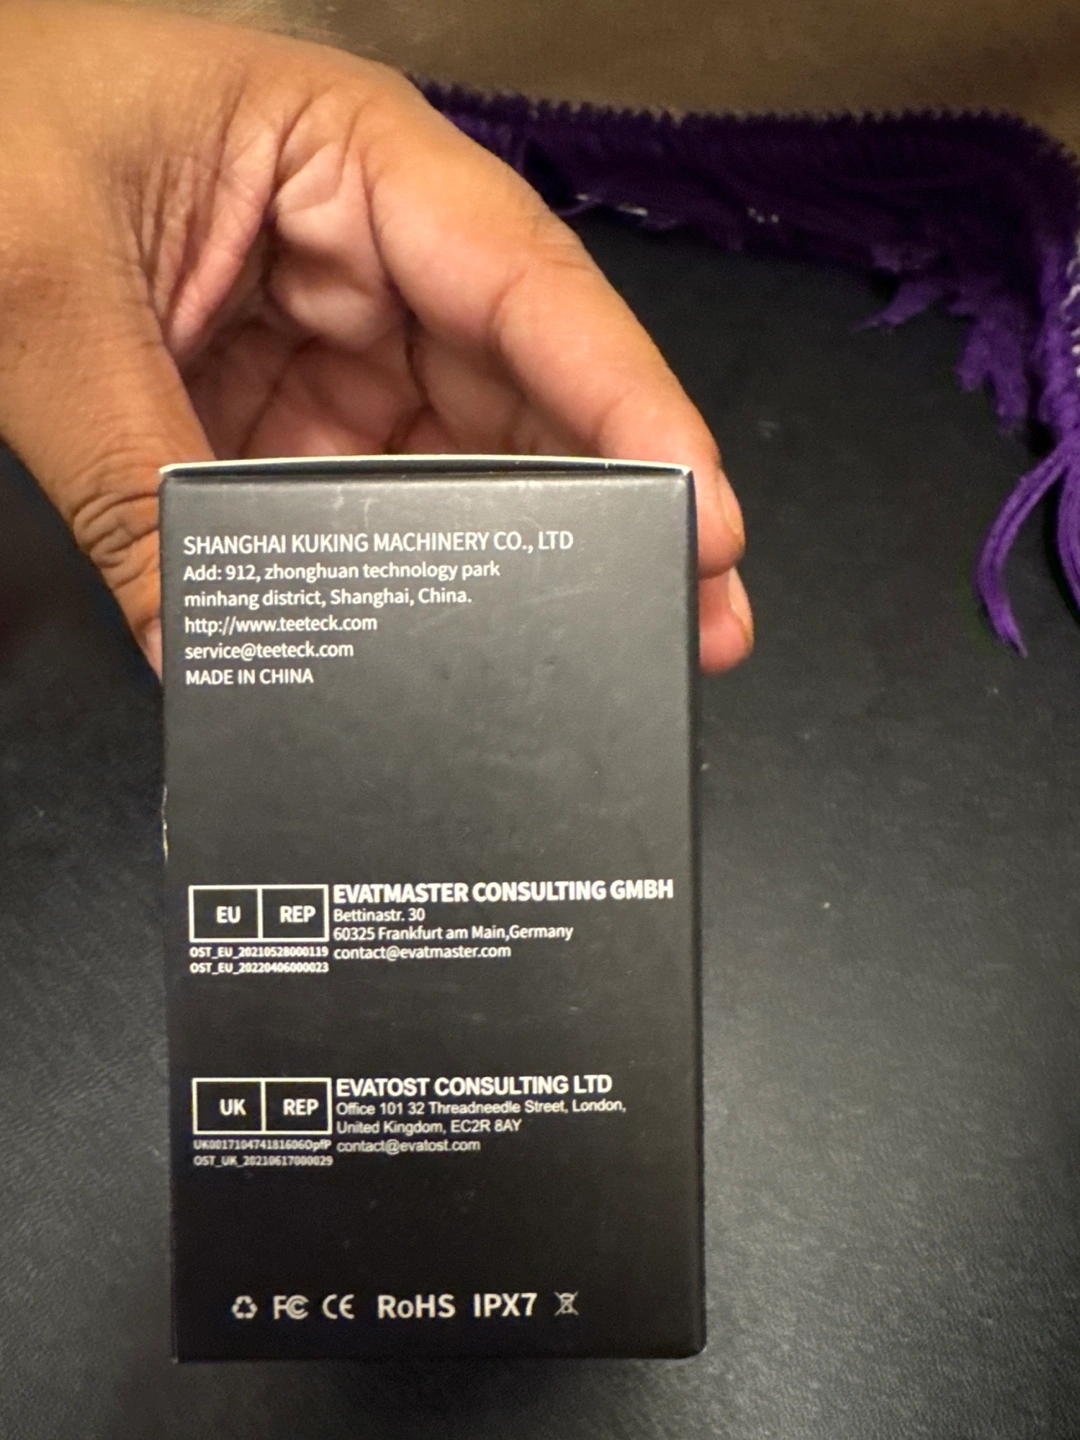 SHANGHAI KUKING MACHINERY CO., LTD
Add: 912, zhonghuan technology park
minhang district, Shanghai, China.
http://www.teeteck.com
service@teeteck.com
MADE IN CHINA
EU REP
EVATMASTER CONSULTING GMBH
Bettinastr. 30
60325 Frankfurt am Main,Germany
contact@evatmaster.com
OST_EU_20210528000119
OST_EU_20220406000023
UK REP
EVATOST CONSULTING LTD
Office 101 32 Threadneedle Street, London,
United Kingdom, EC2R 8AY
contact@evatost.com
OST_UK_20210617000029
FC CE RoHS IPX7